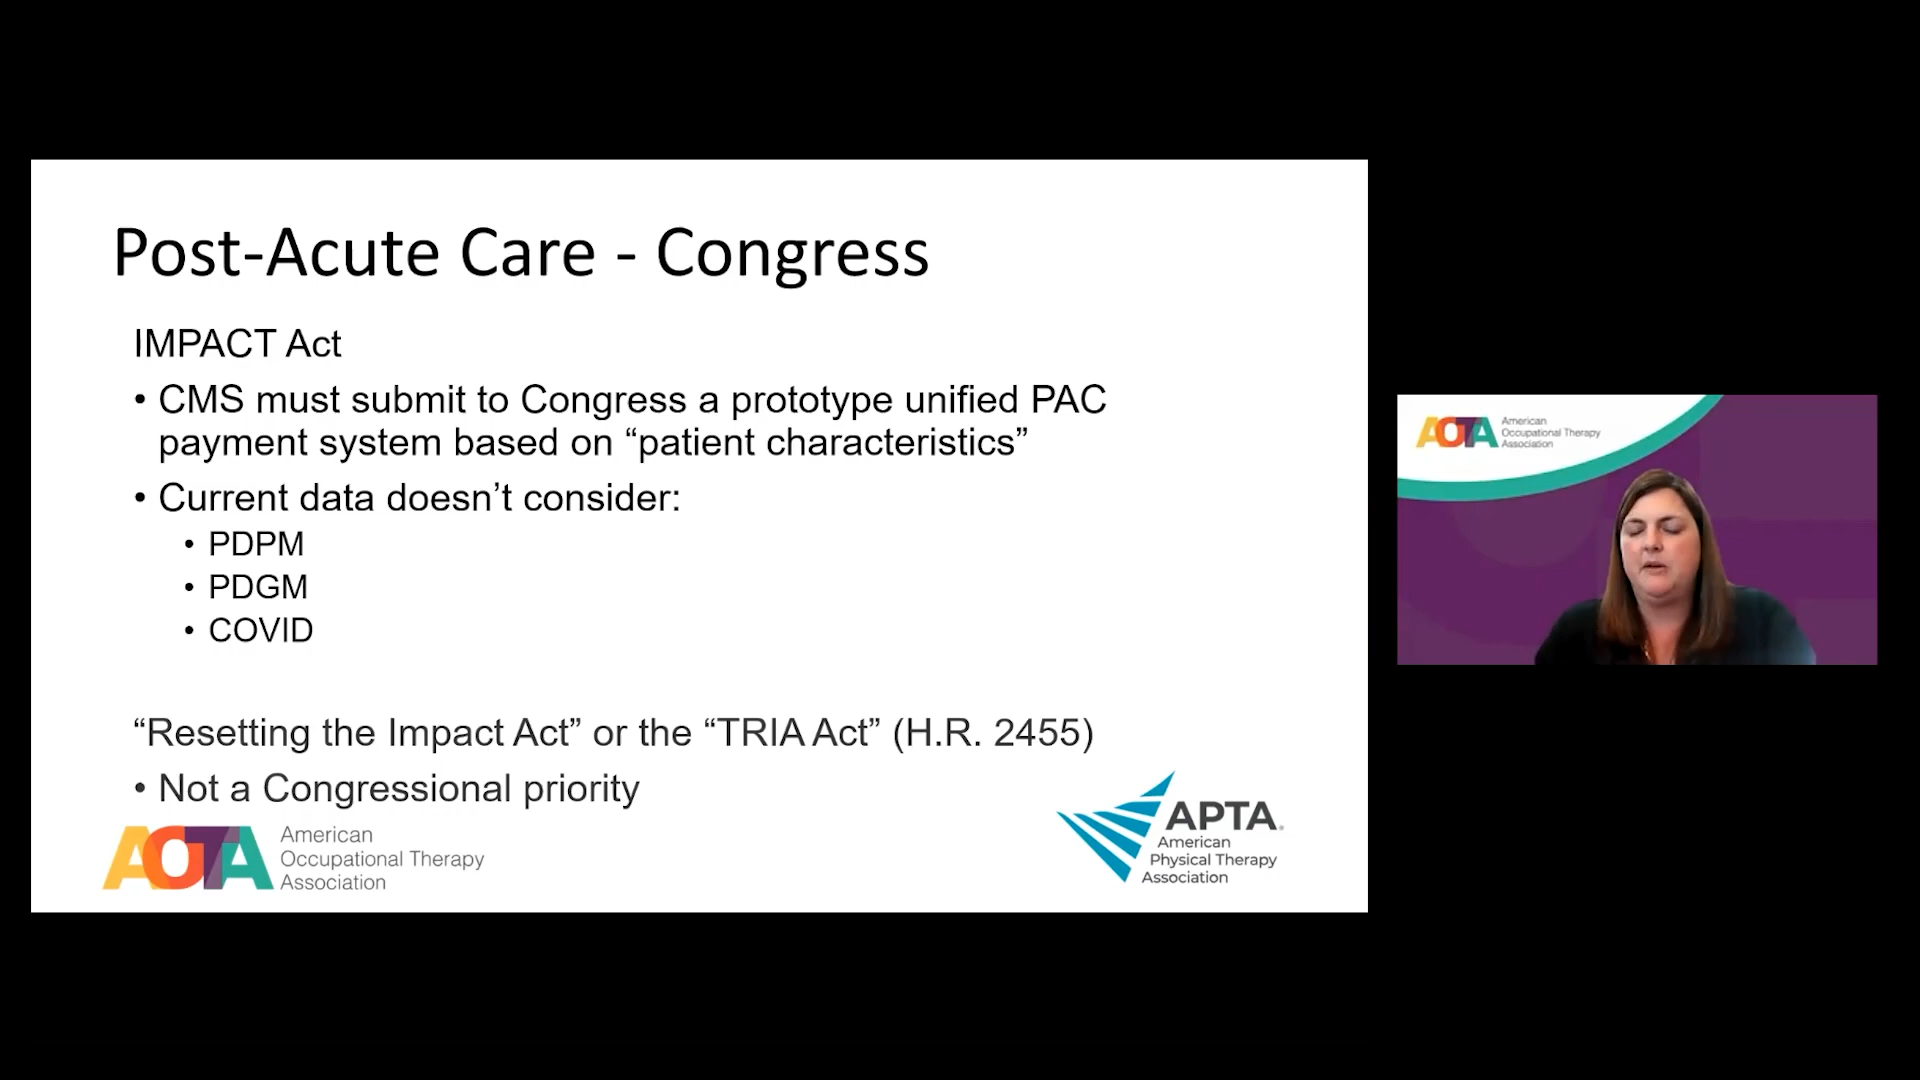 Post-Acute Care - Congress
IMPACT Act
• CMS must submit to Congress a prototype unified PAC
payment system based on “patient characteristics”
• Current data doesn’t consider:
• PDPM
• PDGM
• COVID
“Resetting the Impact Act” or the “TRIA Act” (H.R. 2455)
• Not a Congressional priority
AOTA
American
Occupational Therapy
Association
APTA®
American
Physical Therapy
Association
AOTA
American
Occupational Therapy
Association